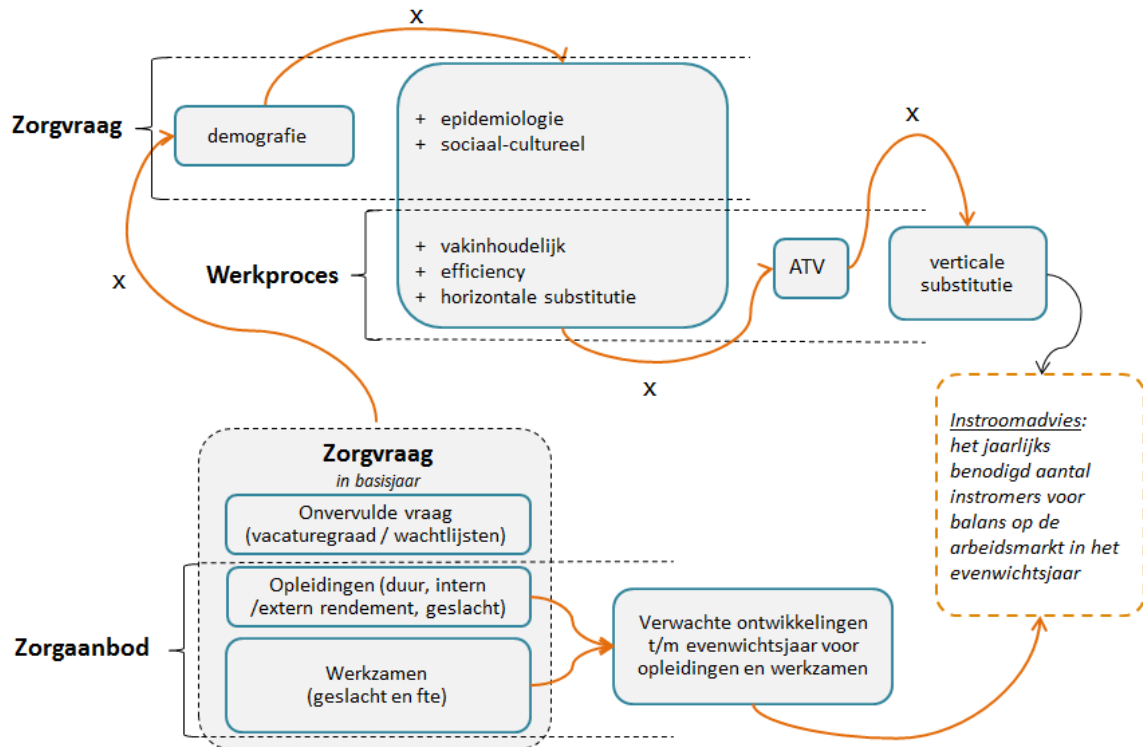 x
Zorgvraag
demografie
+ epidemiologie
+ sociaal-cultureel
x
Werkproces
+ vakinhoudelijk
+ efficiency
+ horizontale substitutie
ATV
verticale
substitutie
x
x
Zorgvraag
in basisjaar
Onvervulde vraag
(vacaturegraad / wachtlijsten)
Zorgaanbod
Opleidingen (duur, intern
/extern rendement, geslacht)
Werkzamen
(geslacht en fte)
Verwachte ontwikkelingen
t/m evenwichtsjaar voor
opleidingen en werkzamen
Instroomadvies:
het jaarlijks
benodigd aantal
instromers voor
balans op de
arbeidsmarkt in het
evenwichtsjaar